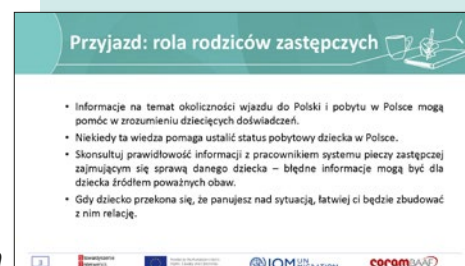 Przyjazd: rola rodziców zastępczych
• Informacje na temat okoliczności wjazdu do Polski i pobytu w Polsce mogą
pomóc w zrozumieniu dziecięcych doświadczeń.
• Niekiedy ta wiedza pomaga ustalić status pobytowy dziecka w Polsce.
• Skonsultuj prawidłowość informacji z pracownikiem systemu pieczy zastępczej
zajmującym się sprawą danego dziecka – błędne informacje mogą być dla
dziecka źródłem poważnych obaw.
• Gdy dziecko przekona się, że panujesz nad sytuacją, łatwiej ci będzie zbudować
z nim relację.
IOM UN
coram BAAF